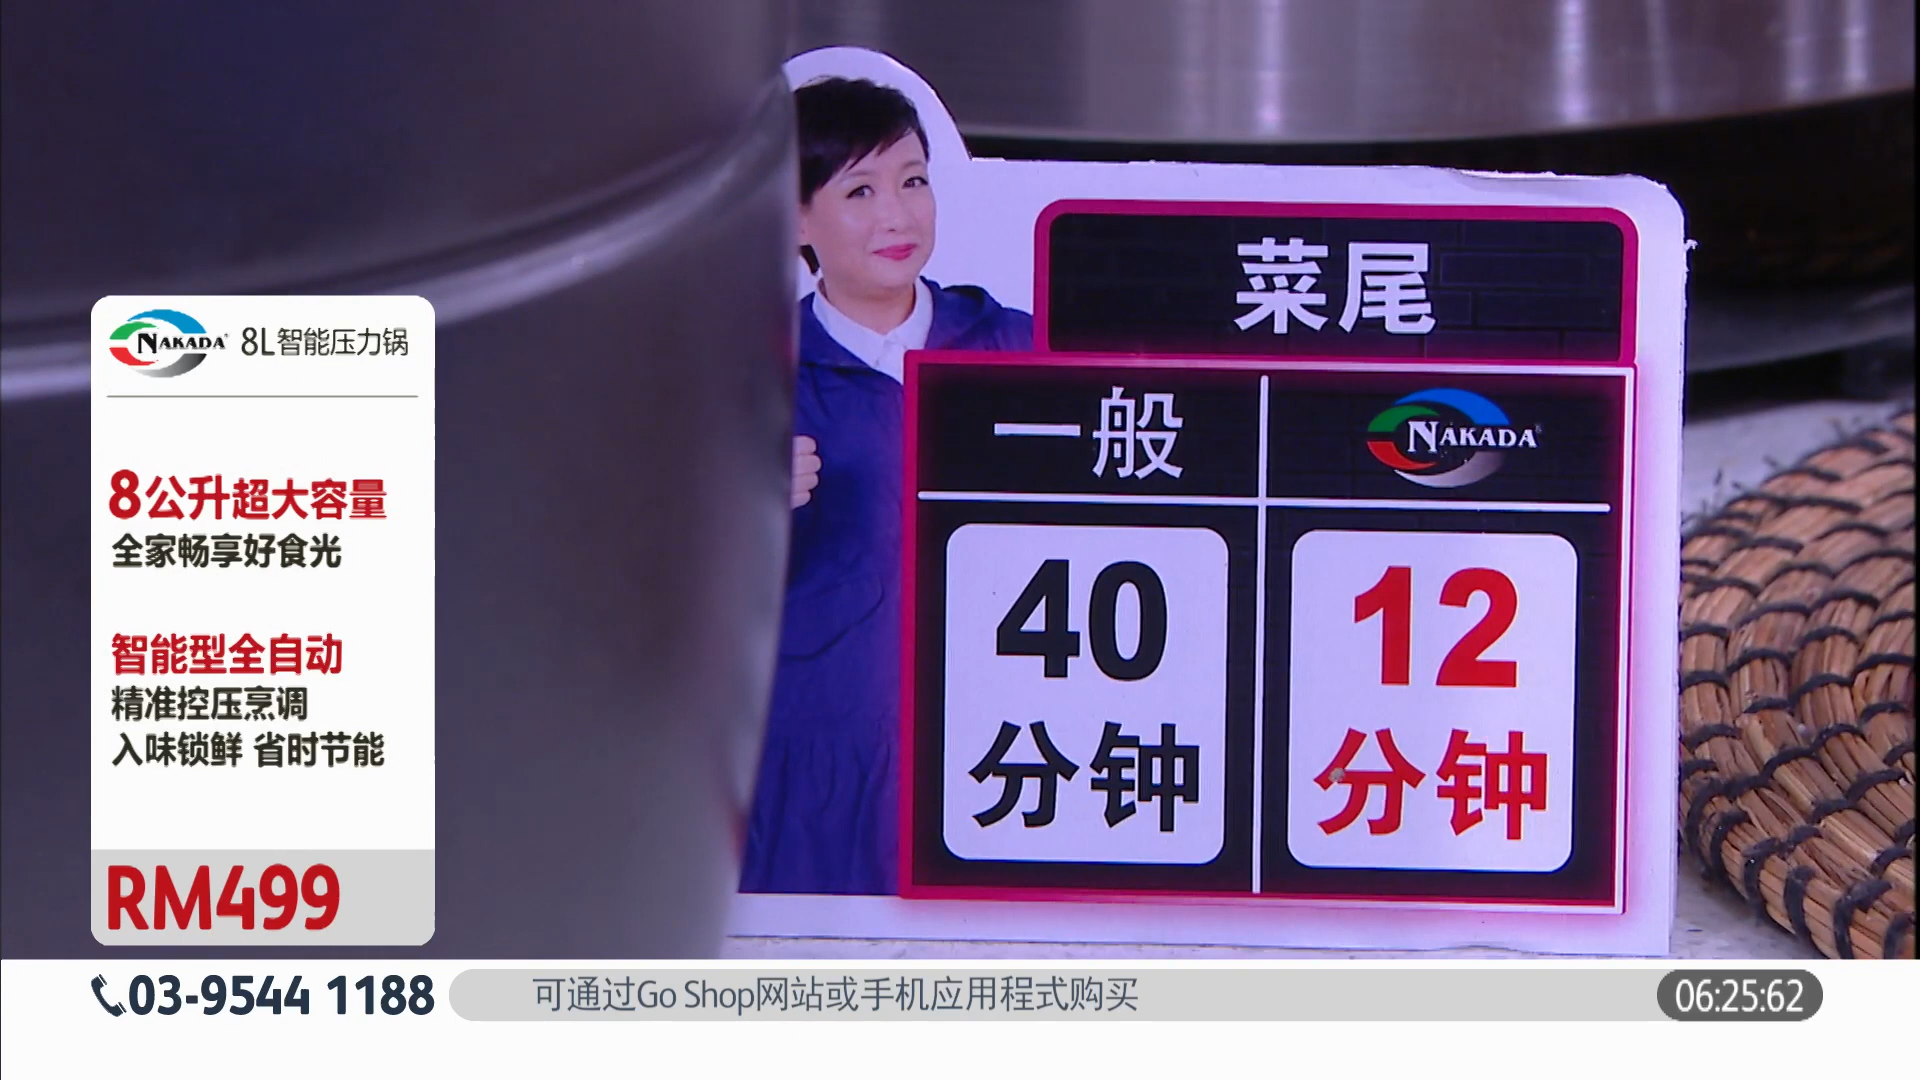 NAKADA 8L智能压力锅
8公升超大容量
全家畅享好食光
智能型全自动
精准控压烹调
入味锁鲜 省时节能
RM499
菜尾
一般 NAKADA
40 12
分钟 分钟
03-9544 1188 可通过Go Shop网站或手机应用程式购买 06:25:62